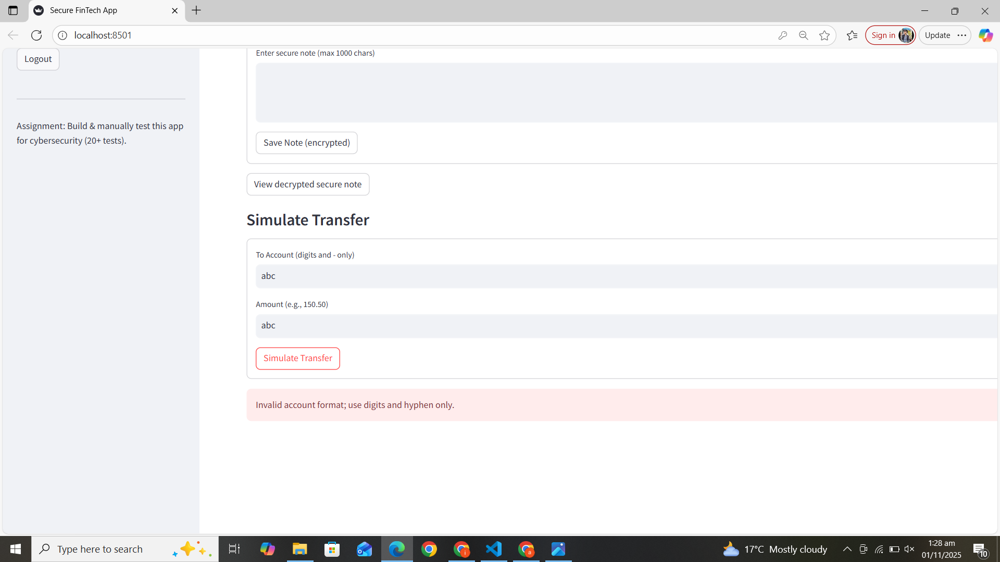 Secure FinTech App
localhost:8501
Sign in
Update
Logout
Assignment: Build & manually test this app
for cybersecurity (20+ tests).
Enter secure note (max 1000 chars)
Save Note (encrypted)
View decrypted secure note
Simulate Transfer
To Account (digits and - only)
abc
Amount (e.g., 150.50)
abc
Simulate Transfer
Invalid account format; use digits and hyphen only.
Type here to search
17°C Mostly cloudy
1:28 am
01/11/2025
10